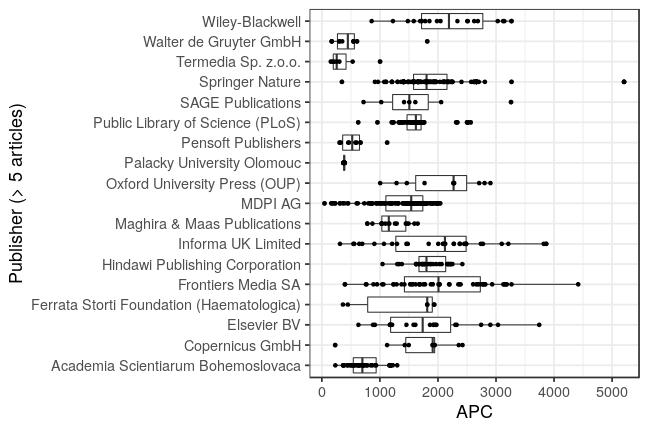 Publisher (> 5 articles)
Wiley-Blackwell
Walter de Gruyter GmbH
Termedia Sp. z.o.o.
Springer Nature
SAGE Publications
Public Library of Science (PLoS)
Pensoft Publishers
Palacky University Olomouc
Oxford University Press (OUP)
MDPI AG
Maghira & Maas Publications
Informa UK Limited
Hindawi Publishing Corporation
Frontiers Media SA
Ferrata Storti Foundation (Haematologica)
Elsevier BV
Copernicus GmbH
Academia Scientiarum Bohemoslovaca
0 1000 2000 3000 4000 5000
APC